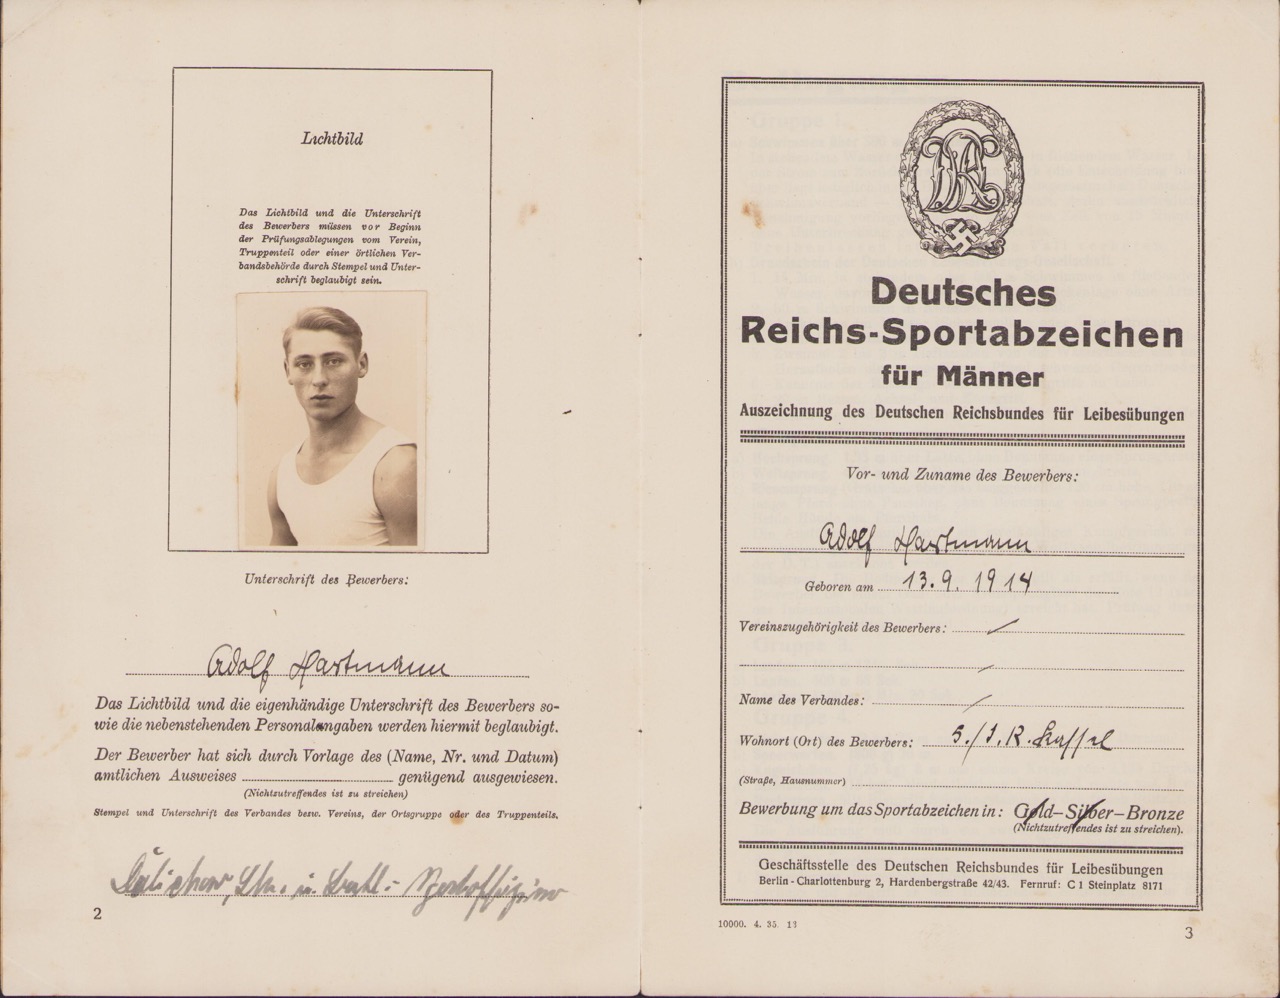 Lichtbild
Das Lichtbild und die Unterschrift
des Bewerbers müssen vor Beginn
der Prüfungsablegungen vom Verein,
Truppenteil oder einer örtlichen Ver-
bandsbehörde durch Stempel und Unter-
schrift beglaubigt sein.
Unterschrift des Bewerbers:
Adolf Hartmann
Das Lichtbild und die eigenhändige Unterschrift des Bewerbers so-
wie die nebenstehenden Personalangaben werden hiermit beglaubigt.
Der Bewerber hat sich durch Vorlage des (Name, Nr. und Datum)
amtlichen Ausweises genügend ausgewiesen.
(Nichtzutreffendes ist zu streichen)
Stempel und Unterschrift des Verbandes bezw. Vereins, der Ortsgruppe oder des Truppenteils.
2
Deutsches
Reichs-Sportabzeichen
für Männer
Auszeichnung des Deutschen Reichsbundes für Leibesübungen
Vor- und Zuname des Bewerbers:
Adolf Hartmann
Geboren am 13.9.1914
Vereinszugehörigkeit des Bewerbers:
Name des Verbandes:
Wohnort (Ort) des Bewerbers: 5./I.R. Kassel
(Straße, Hausnummer)
Bewerbung um das Sportabzeichen in: Gold–Silber–Bronze
(Nichtzutreffendes ist zu streichen).
Geschäftsstelle des Deutschen Reichsbundes für Leibesübungen
Berlin-Charlottenburg 2, Hardenbergstraße 42/43. Fernruf: C 1 Steinplatz 8171
10000. 4. 35. 13
3